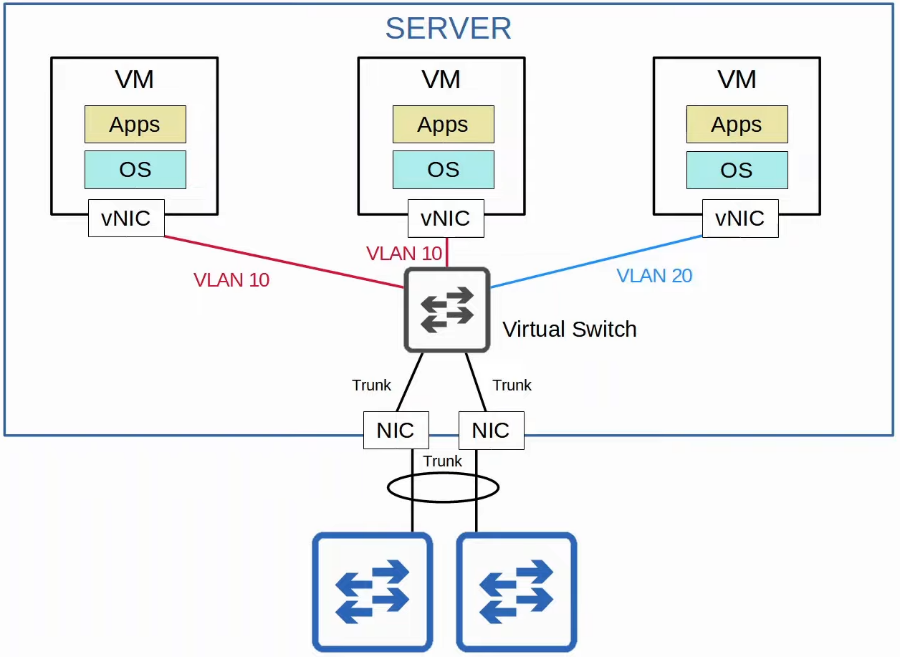 SERVER
VM
VM
VM
Apps
Apps
Apps
OS
OS
OS
vNIC
vNIC
vNIC
VLAN 10
VLAN 10
VLAN 20
Virtual Switch
Trunk
Trunk
NIC
NIC
Trunk